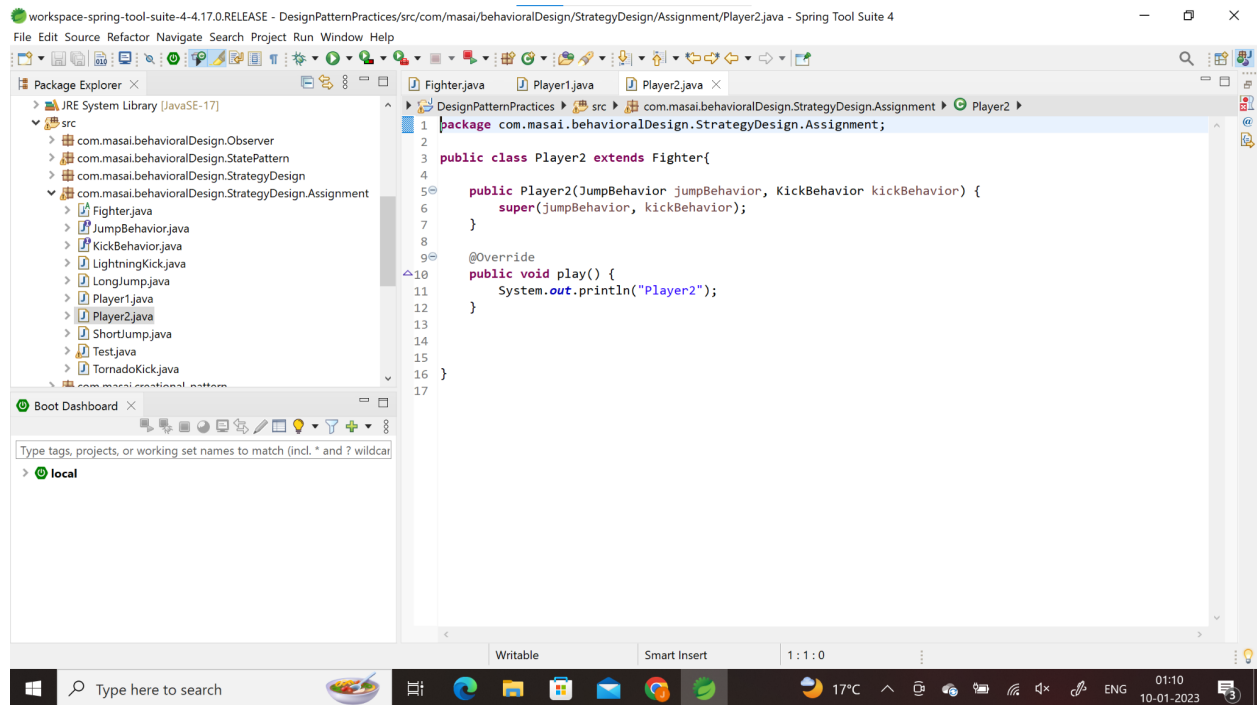 workspace-spring-tool-suite-4-4.17.0.RELEASE - DesignPatternPractices/src/com/masai/behavioralDesign/StrategyDesign/Assignment/Player2.java - Spring Tool Suite 4
File Edit Source Refactor Navigate Search Project Run Window Help
Package Explorer
JRE System Library [JavaSE-17]
src
com.masai.behavioralDesign.Observer
com.masai.behavioralDesign.StatePattern
com.masai.behavioralDesign.StrategyDesign
com.masai.behavioralDesign.StrategyDesign.Assignment
Fighter.java
JumpBehavior.java
KickBehavior.java
LightningKick.java
LongJump.java
Player1.java
Player2.java
ShortJump.java
Test.java
TornadoKick.java
com.masai.creational_pattern
Boot Dashboard
Type tags, projects, or working set names to match (incl. * and ? wildcar
local
Fighter.java Player1.java Player2.java
DesignPatternPractices src com.masai.behavioralDesign.StrategyDesign.Assignment Player2
1 package com.masai.behavioralDesign.StrategyDesign.Assignment;
2
3 public class Player2 extends Fighter{
4
5 public Player2(JumpBehavior jumpBehavior, KickBehavior kickBehavior) {
6 super(jumpBehavior, kickBehavior);
7 }
8
9 @Override
10 public void play() {
11 System.out.println("Player2");
12 }
13
14
15
16 }
17
Writable Smart Insert 1 : 1 : 0
Type here to search
17°C ENG 01:10
10-01-2023
3